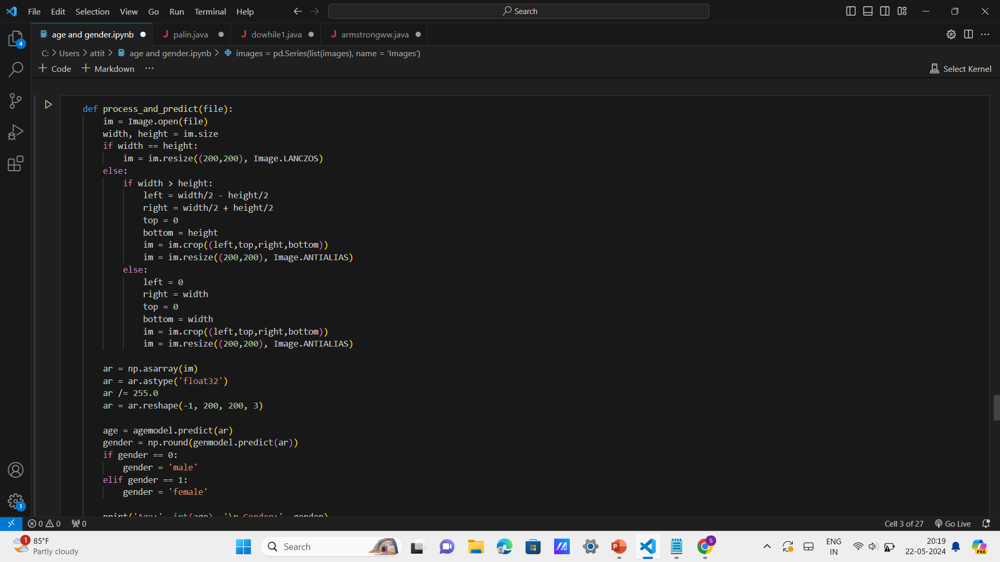 File Edit Selection View Go Run Terminal Help
Search
age and gender.ipynb
J palin.java
J dowhile1.java
J armstrongww.java
4
C: > Users > attit > age and gender.ipynb > images = pd.Series(list(images), name = 'Images')
+ Code + Markdown ...
Select Kernel
def process_and_predict(file):
    im = Image.open(file)
    width, height = im.size
    if width == height:
        im = im.resize((200,200), Image.LANCZOS)
    else:
        if width > height:
            left = width/2 - height/2
            right = width/2 + height/2
            top = 0
            bottom = height
            im = im.crop((left,top,right,bottom))
            im = im.resize((200,200), Image.ANTIALIAS)
        else:
            left = 0
            right = width
            top = 0
            bottom = width
            im = im.crop((left,top,right,bottom))
            im = im.resize((200,200), Image.ANTIALIAS)
    ar = np.asarray(im)
    ar = ar.astype('float32')
    ar /= 255.0
    ar = ar.reshape(-1, 200, 200, 3)
    age = agemodel.predict(ar)
    gender = np.round(genmodel.predict(ar))
    if gender == 0:
        gender = 'male'
    elif gender == 1:
        gender = 'female'
    print('Age:', int(age), '\n Gender:', gender)
1
0 0 0
Cell 3 of 27
Go Live
1
85°F
Partly cloudy
Search
P
S
ENG
IN
20:19
22-05-2024
PRE